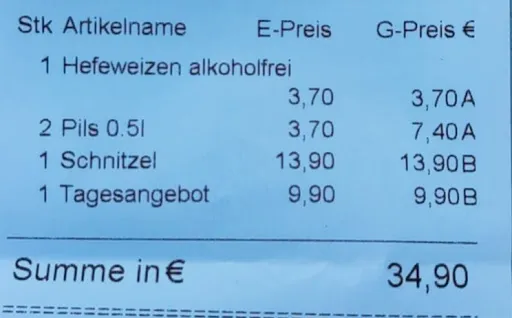 Stk Artikelname E-Preis G-Preis €
1 Hefeweizen alkoholfrei
3,70 3,70A
2 Pils 0.5l 3,70 7,40A
1 Schnitzel 13,90 13,90B
1 Tagesangebot 9,90 9,90B
Summe in€ 34,90